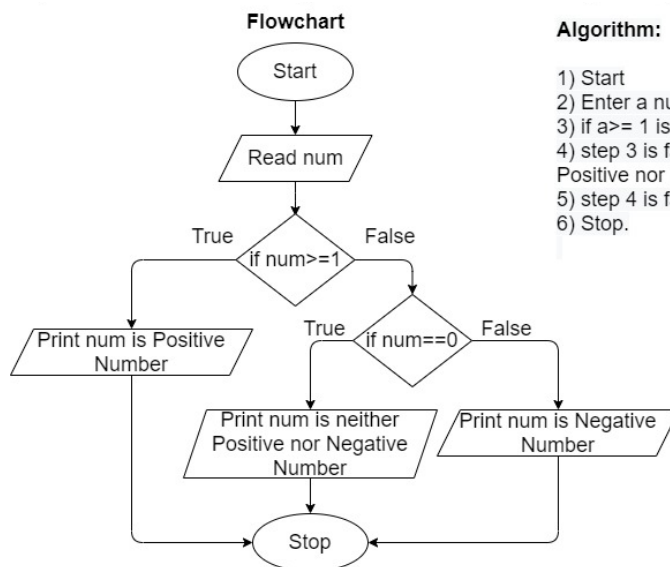 Flowchart
Start
Read num
True
False
if num>=1
Print num is Positive
Number
True
False
if num==0
Print num is neither
Positive nor Negative
Number
Print num is Negative
Number
Stop
Algorithm:
1) Start
2) Enter a
3) if a>= 1 is
4) step 3 is
Positive nor
5) step 4 is
6) Stop.